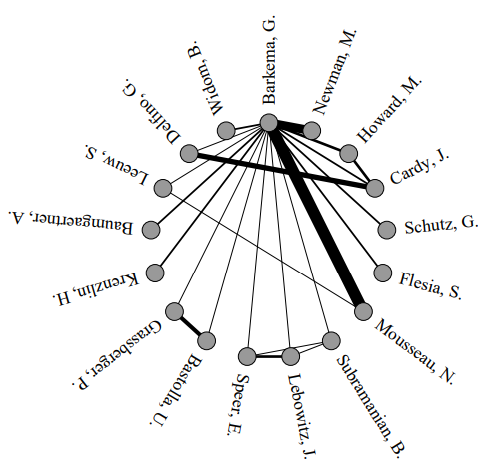 Barkema, G.
Newman, M.
Howard, M.
Cardy, J.
Schutz, G.
Flesia, S.
Mousseau, N.
Subramanian, B.
Lebowitz, J.
Speer, E.
Bastolla, U.
Grassberger, P.
Krenzlin, H.
Baumgaertner, A.
Leeuw, S.
Delfino, G.
Widom, B.